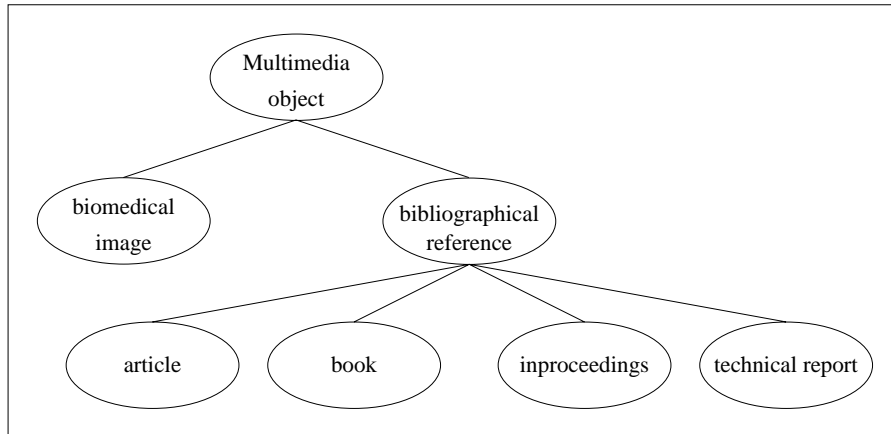 Multimedia
object
biomedical
image
bibliographical
reference
article
book
inproceedings
technical report